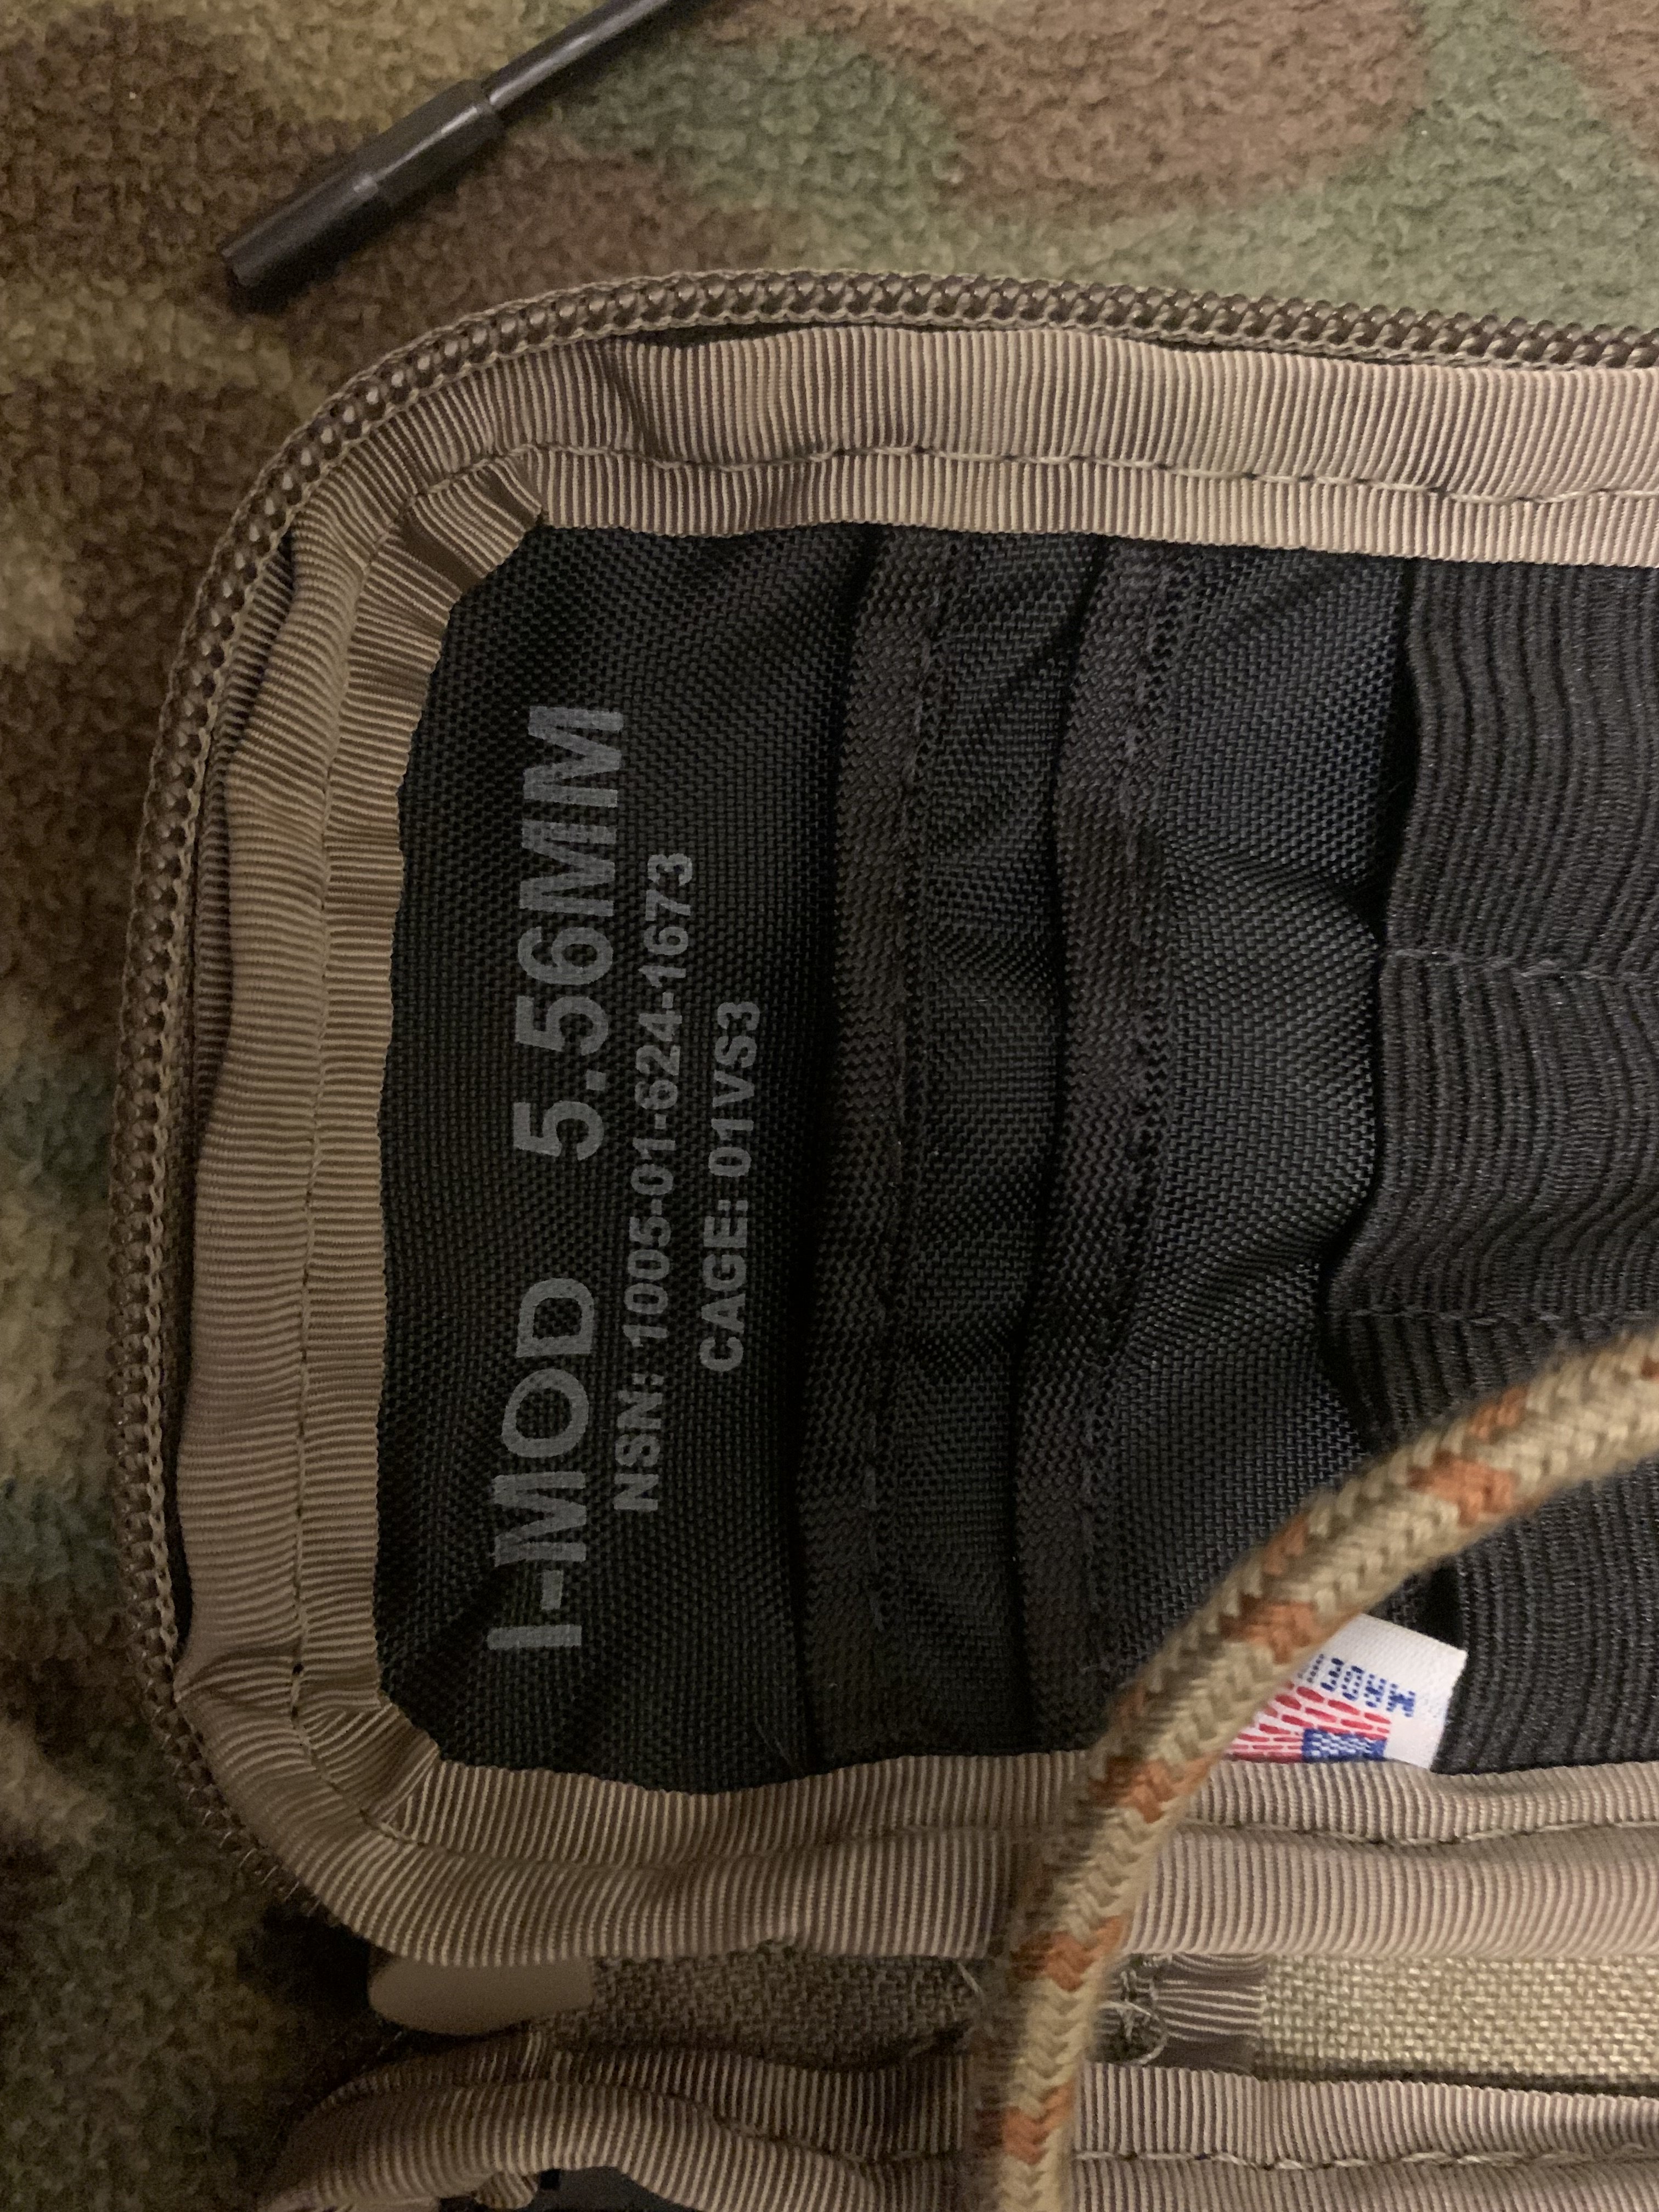 I-MOD 5.56MM
NSN: 1005-01-624-1673
CAGE: 01VS3